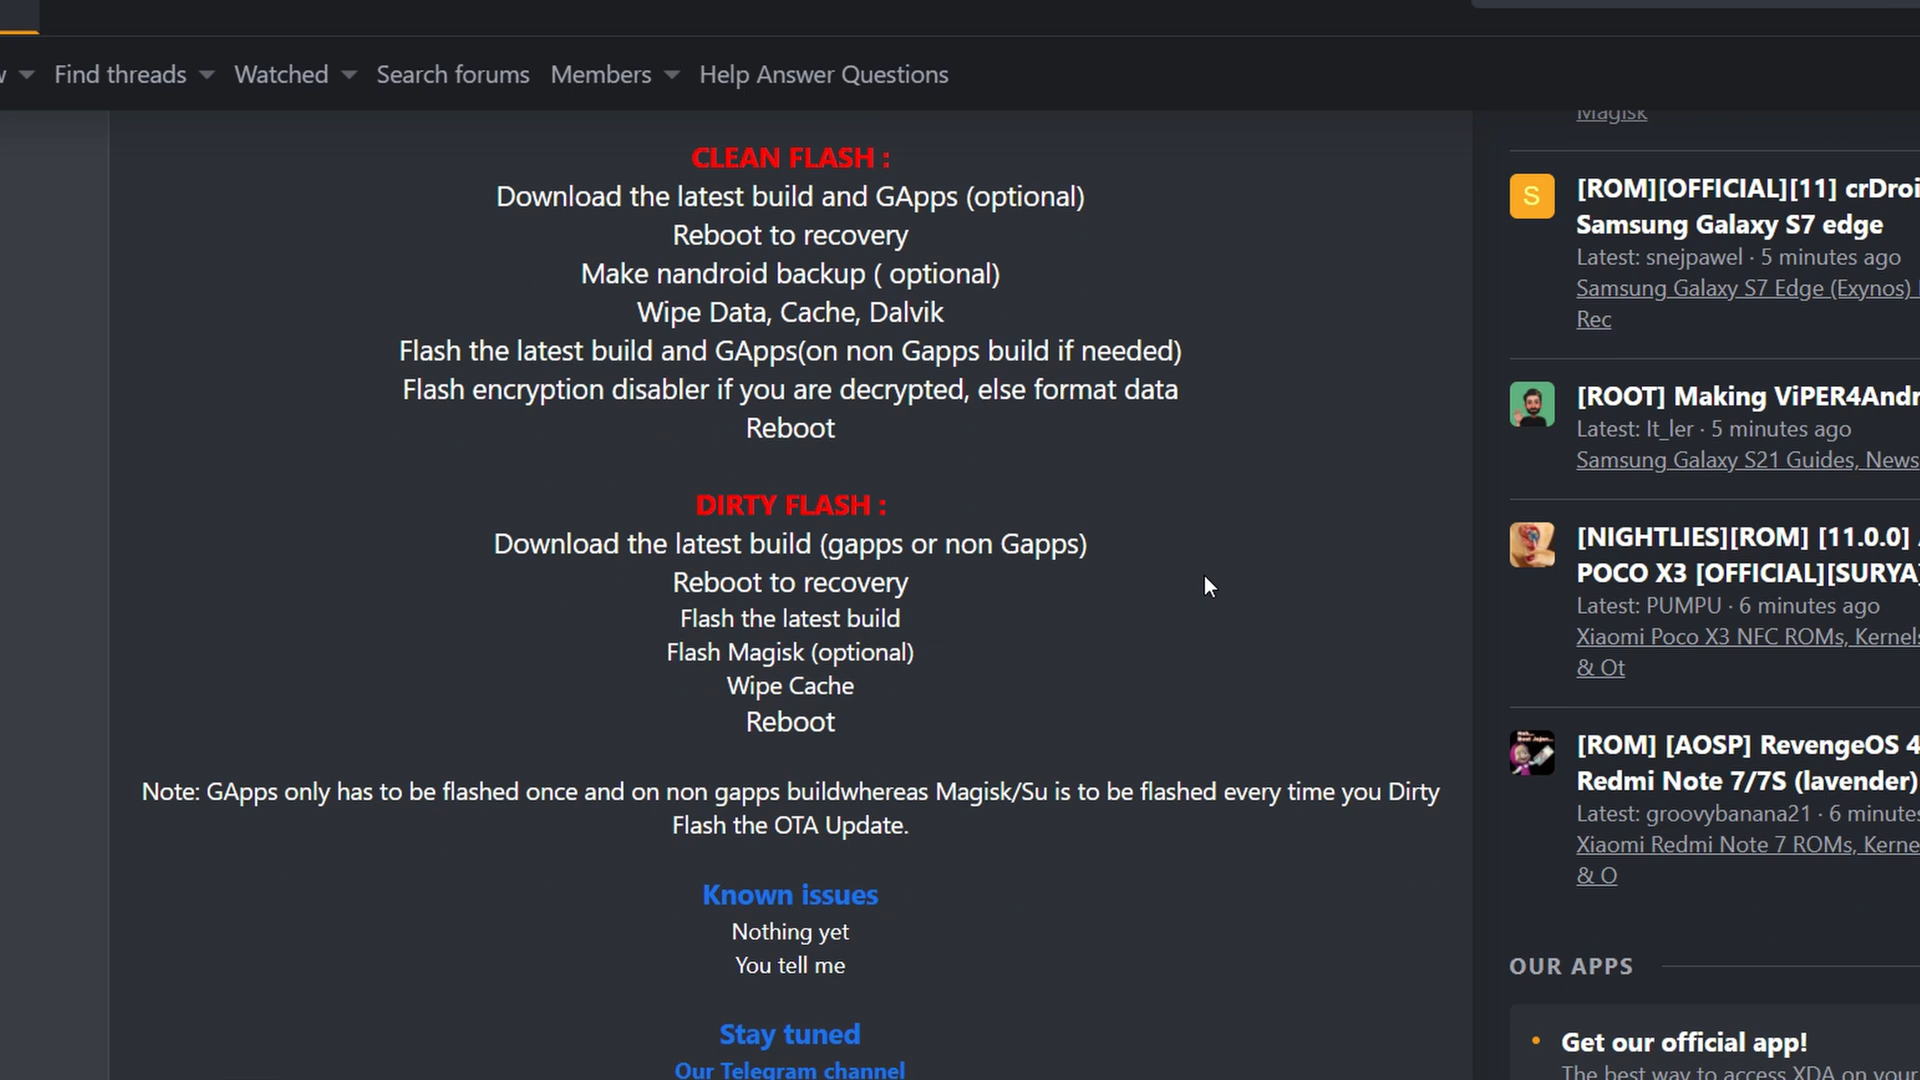 Find threads
Watched
Search forums
Members
Help Answer Questions
CLEAN FLASH :
Download the latest build and GApps (optional)
Reboot to recovery
Make nandroid backup ( optional)
Wipe Data, Cache, Dalvik
Flash the latest build and GApps(on non Gapps build if needed)
Flash encryption disabler if you are decrypted, else format data
Reboot
DIRTY FLASH :
Download the latest build (gapps or non Gapps)
Reboot to recovery
Flash the latest build
Flash Magisk (optional)
Wipe Cache
Reboot
Note: GApps only has to be flashed once and on non gapps buildwhereas Magisk/Su is to be flashed every time you Dirty
Flash the OTA Update.
Known issues
Nothing yet
You tell me
Stay tuned
Our Telegram channel
Magisk
S
[ROM][OFFICIAL][11] crDroi
Samsung Galaxy S7 edge
Latest: snejpawel · 5 minutes ago
Samsung Galaxy S7 Edge (Exynos)
Rec
[ROOT] Making ViPER4Andr
Latest: lt_ler · 5 minutes ago
Samsung Galaxy S21 Guides, News
[NIGHTLIES][ROM] [11.0.0]
POCO X3 [OFFICIAL][SURYA]
Latest: PUMPU · 6 minutes ago
Xiaomi Poco X3 NFC ROMs, Kernels
& Ot
[ROM] [AOSP] RevengeOS 4
Redmi Note 7/7S (lavender)
Latest: groovybanana21 · 6 minutes
Xiaomi Redmi Note 7 ROMs, Kerne
& O
OUR APPS
Get our official app!
The best way to access XDA on your